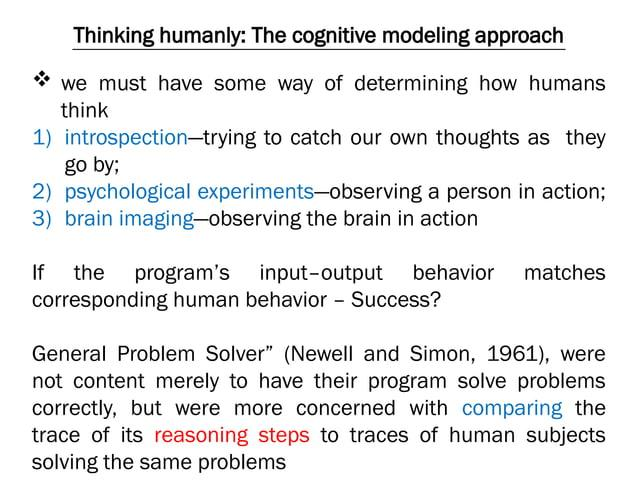 Thinking humanly: The cognitive modeling approach
❖ we must have some way of determining how humans
think
1) introspection—trying to catch our own thoughts as they
go by;
2) psychological experiments—observing a person in action;
3) brain imaging—observing the brain in action
If the program's input–output behavior matches
corresponding human behavior – Success?
General Problem Solver” (Newell and Simon, 1961), were
not content merely to have their program solve problems
correctly, but were more concerned with comparing the
trace of its reasoning steps to traces of human subjects
solving the same problems